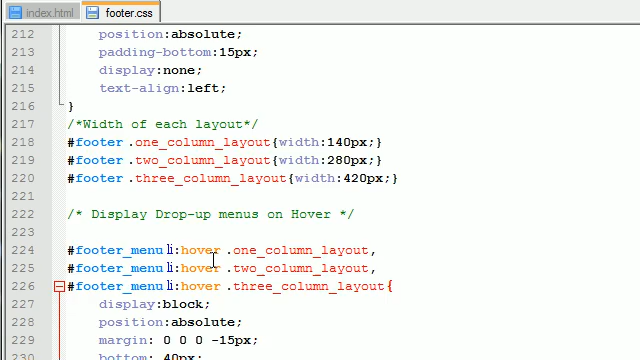 index.html footer.css
212 position:absolute;
213 padding-bottom:15px;
214 display:none;
215 text-align:left;
216 }
217 /*Width of each layout*/
218 #footer .one_column_layout{width:140px;}
219 #footer .two_column_layout{width:280px;}
220 #footer .three_column_layout{width:420px;}
221
222 /* Display Drop-up menus on Hover */
223
224 #footer_menu li:hover .one_column_layout,
225 #footer_menu li:hover .two_column_layout,
226 #footer_menu li:hover .three_column_layout{
227 display:block;
228 position:absolute;
229 margin: 0 0 0 -15px;
230 bottom: 40px;